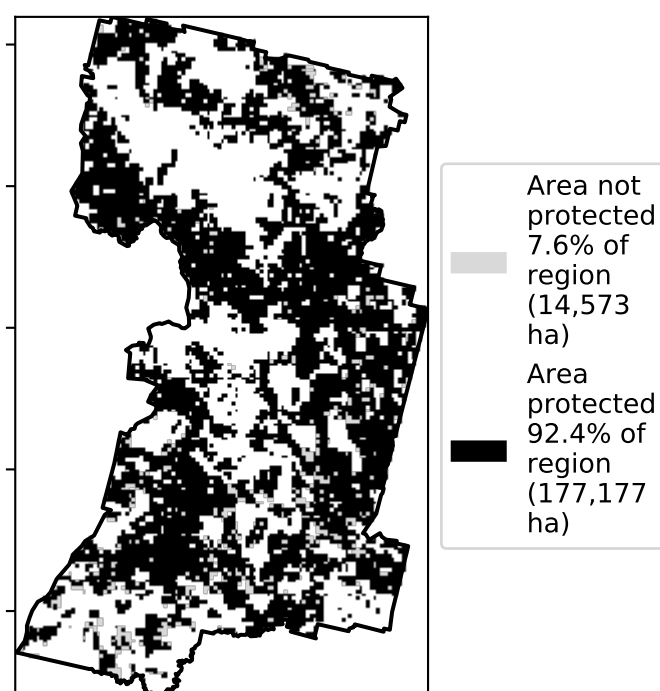 Area not
protected
7.6% of
region
(14,573
ha)
Area
protected
92.4% of
region
(177,177
ha)